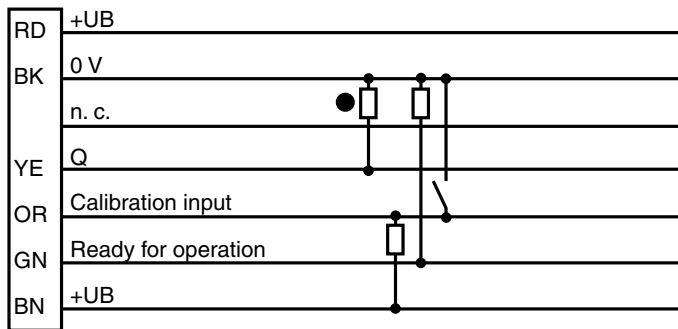 RD +UB
BK 0 V
n. c.
YE Q
OR Calibration input
GN Ready for operation
BN +UB